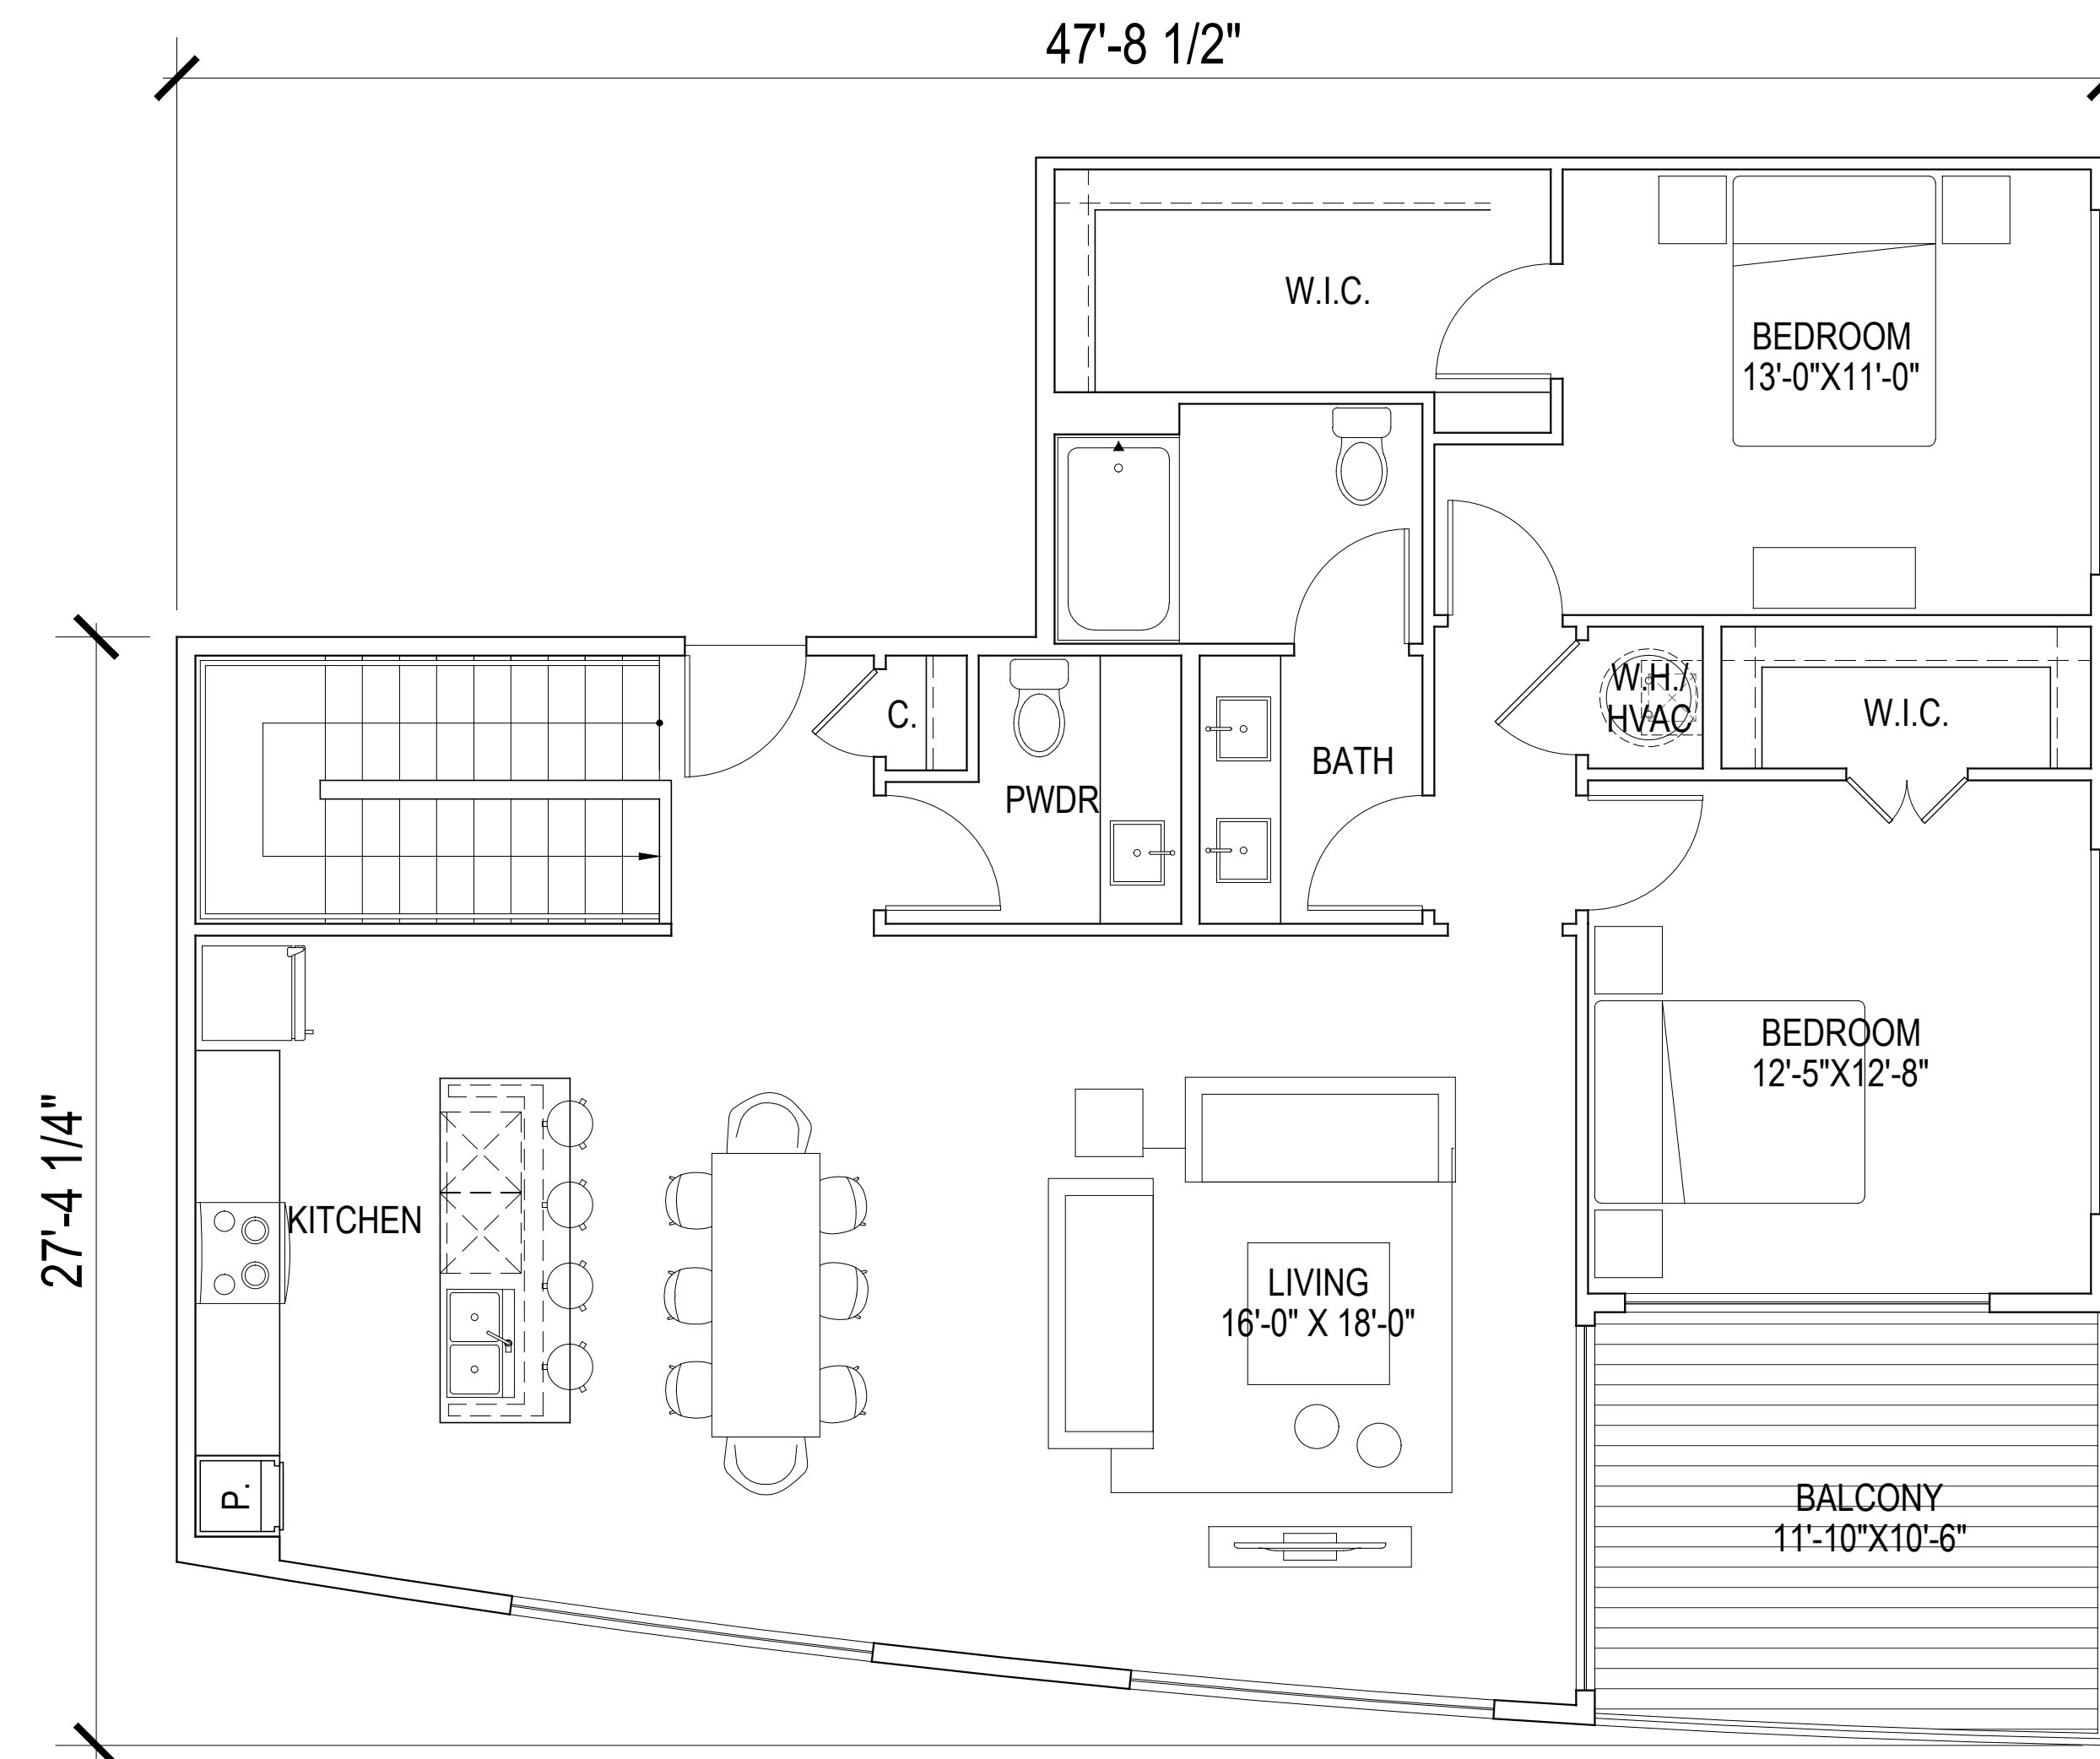 47'-8 1/2"
W.I.C.
BEDROOM
13'-0"X11'-0"
W.H./
HVAC
W.I.C.
C.
BATH
PWDR
27'-4 1/4"
BEDROOM
12'-5"X12'-8"
KITCHEN
LIVING
16'-0" X 18'-0"
P.
BALCONY
11'-10"X10'-6"